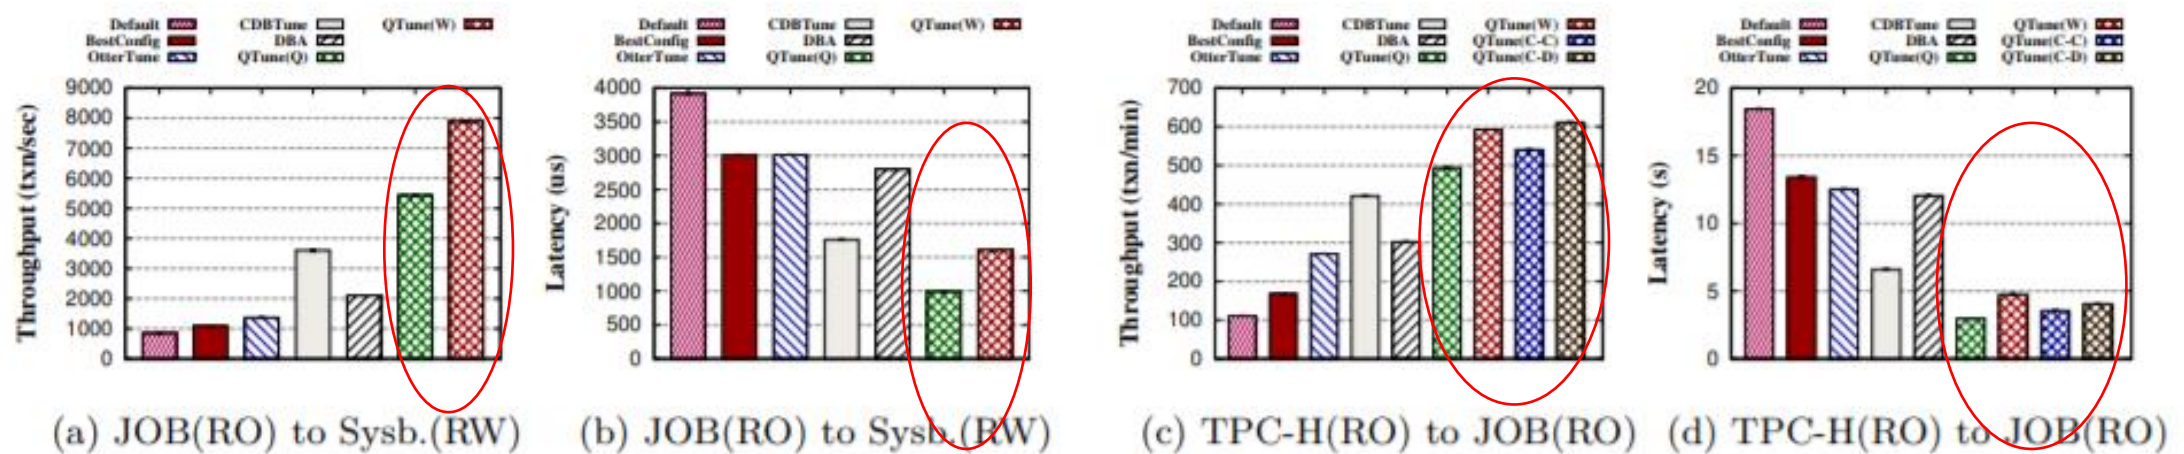 Default CDBTune QTune(W)
BestConfig DBA
OtterTune QTune(Q)
Throughput (txn/sec)
9000
8000
7000
6000
5000
4000
3000
2000
1000
0
(a) JOB(RO) to Sysb.(RW)
Default CDBTune QTune(W)
BestConfig DBA
OtterTune QTune(Q)
Latency (us)
4000
3500
3000
2500
2000
1500
1000
500
0
(b) JOB(RO) to Sysb.(RW)
Default CDBTune QTune(W)
BestConfig DBA QTune(C-C)
OtterTune QTune(Q) QTune(C-D)
Throughput (txn/min)
700
600
500
400
300
200
100
0
(c) TPC-H(RO) to JOB(RO)
Default CDBTune QTune(W)
BestConfig DBA QTune(C-C)
OtterTune QTune(Q) QTune(C-D)
Latency (s)
20
15
10
5
0
(d) TPC-H(RO) to JOB(RO)